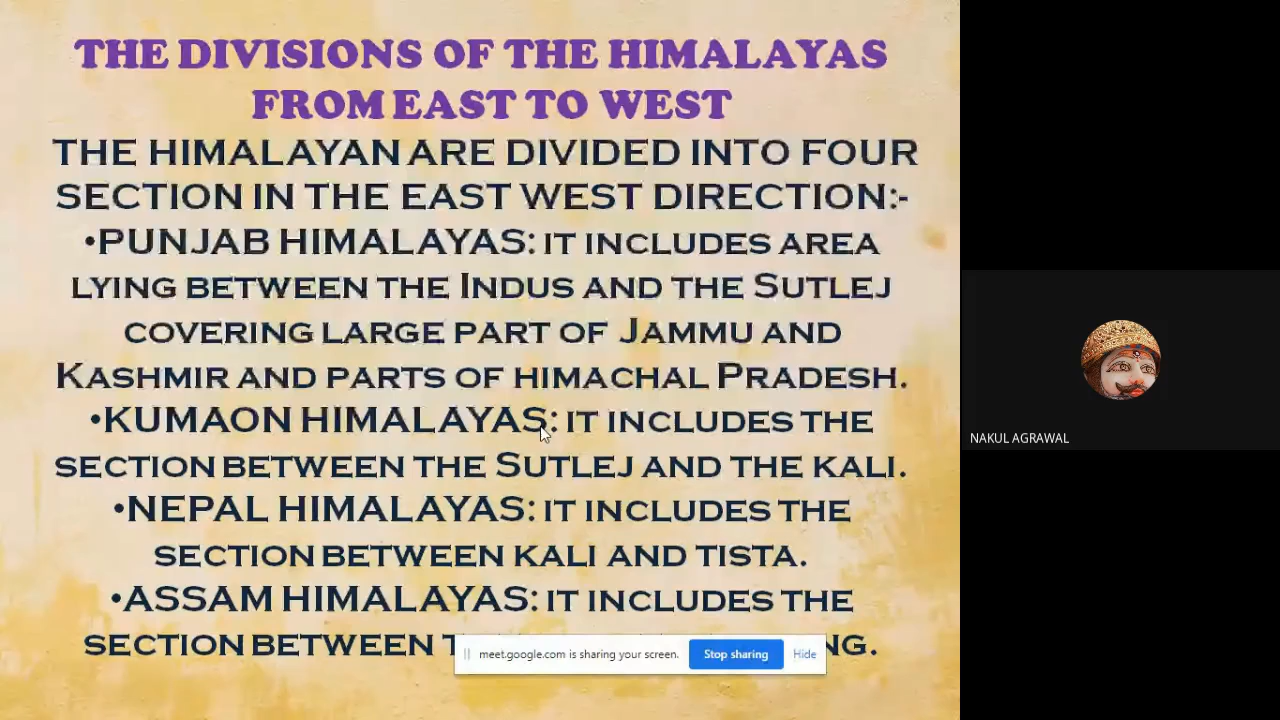 THE DIVISIONS OF THE HIMALAYAS
FROM EAST TO WEST
THE HIMALAYAN ARE DIVIDED INTO FOUR
SECTION IN THE EAST WEST DIRECTION:-
•PUNJAB HIMALAYAS: IT INCLUDES AREA
LYING BETWEEN THE INDUS AND THE SUTLEJ
COVERING LARGE PART OF JAMMU AND
KASHMIR AND PARTS OF HIMACHAL PRADESH.
•KUMAON HIMALAYAS: IT INCLUDES THE
SECTION BETWEEN THE SUTLEJ AND THE KALI.
•NEPAL HIMALAYAS: IT INCLUDES THE
SECTION BETWEEN KALI AND TISTA.
•ASSAM HIMALAYAS: IT INCLUDES THE
SECTION BETWEEN
meet.google.com is sharing your screen. Stop sharing Hide
NAKUL AGRAWAL